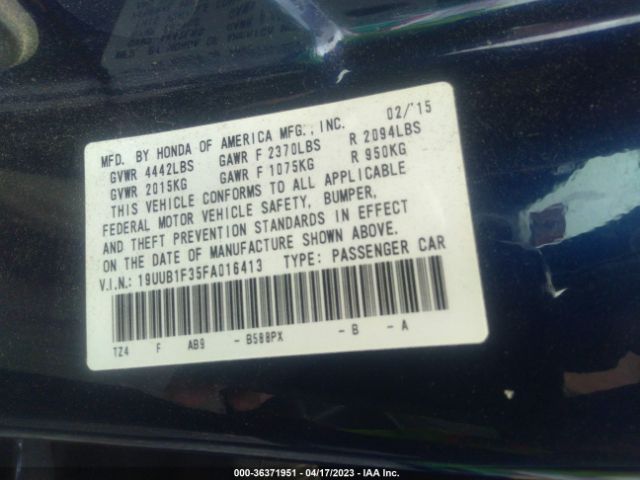 MFD. BY HONDA OF AMERICA MFG., INC. 02/'15
GVWR 4442LBS GAWR F 2370LBS R 2094LBS
GVWR 2015KG GAWR F 1075KG R 950KG
THIS VEHICLE CONFORMS TO ALL APPLICABLE
FEDERAL MOTOR VEHICLE SAFETY, BUMPER,
AND THEFT PREVENTION STANDARDS IN EFFECT
ON THE DATE OF MANUFACTURE SHOWN ABOVE.
V.I.N.: 19UUB1F35FA016413 TYPE: PASSENGER CAR
TZ4 F AB9 - B588PX - B - A
000-36371951 - 04/17/2023 - IAA Inc.